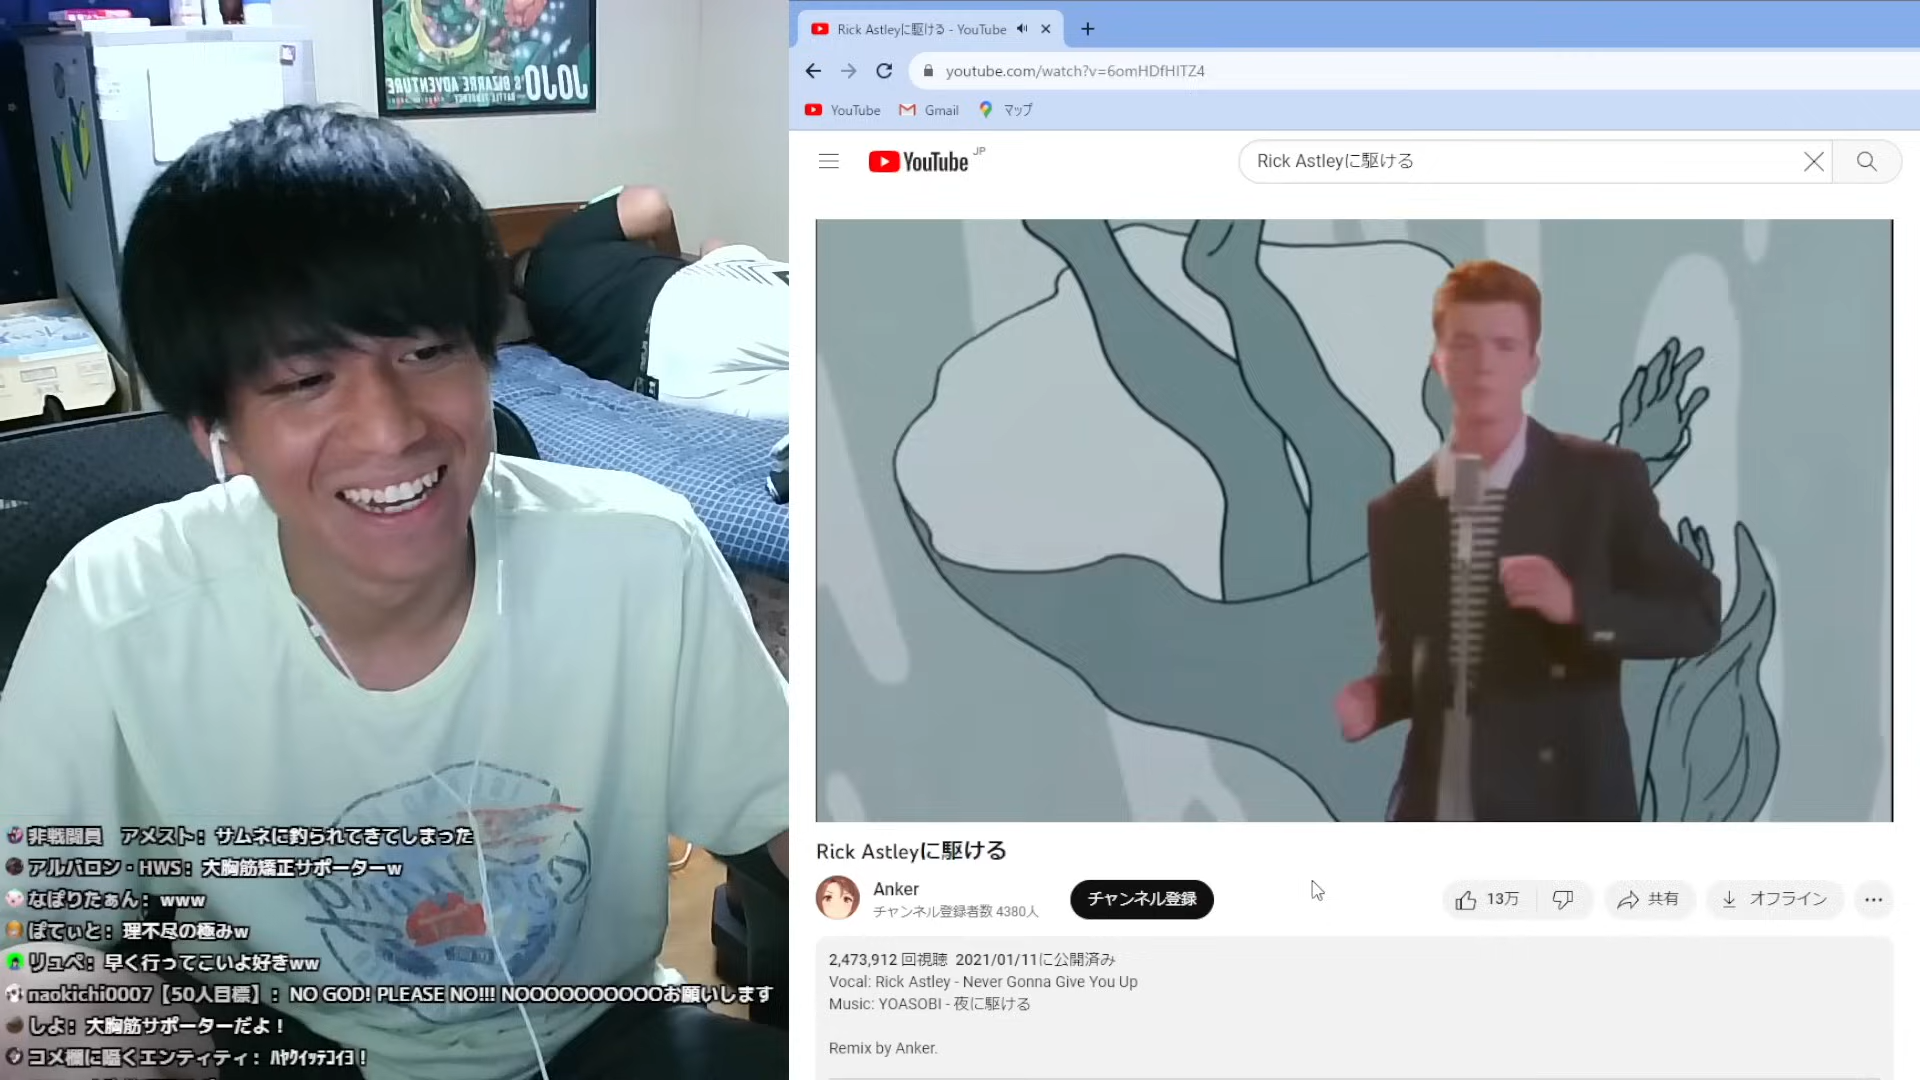 JOJO
'S BIZARRE ADVENTURE
BATTLE TENDENCY
非戦闘員 アメスト: サムネに釣られてきてしまった
アルバロン・HWS: 大胸筋矯正サポーターw
なぽりたぁん: www
ぽてぃと: 理不尽の極みw
リュペ: 早く行ってこいよ好きww
naokichi0007【50人目標】: NO GOD! PLEASE NO!!! NOOOOOOOOOOお願いします
しよ: 大胸筋サポーターだよ!
コメ欄に囁くエンティティ: ﾊﾔｸｲｯﾃｺｲﾖ!
Rick Astleyに駆ける - YouTube
youtube.com/watch?v=6omHDfHITZ4
YouTube
Gmail
マップ
YouTube JP
Rick Astleyに駆ける
Rick Astleyに駆ける
Anker
チャンネル登録者数 4380人
チャンネル登録
13万
共有
オフライン
2,473,912 回視聴 2021/01/11に公開済み
Vocal: Rick Astley - Never Gonna Give You Up
Music: YOASOBI - 夜に駆ける
Remix by Anker.